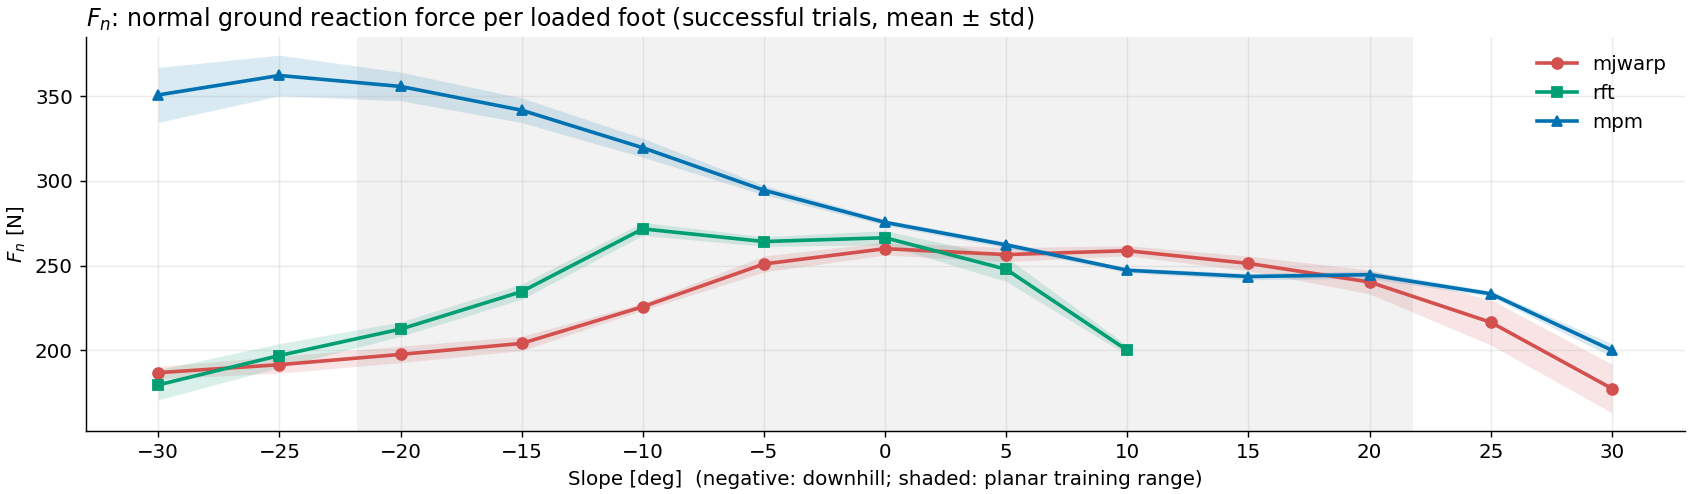 Fn: normal ground reaction force per loaded foot (successful trials, mean ± std)
mjwarp
rft
mpm
350
300
250
200
Fn [N]
−30 −25 −20 −15 −10 −5 0 5 10 15 20 25 30
Slope [deg]  (negative: downhill; shaded: planar training range)